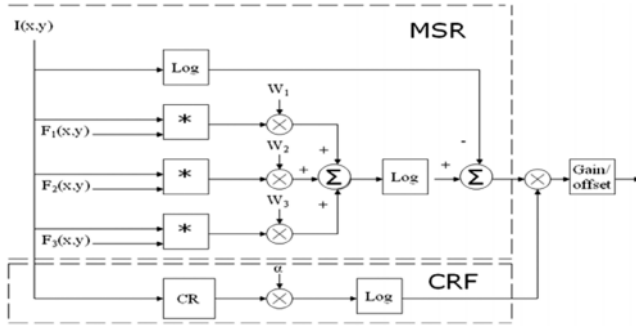 I(x,y)
MSR
Log
W1
F1(x,y)
*
+
-
W2
F2(x,y)
*
+
Σ
Log
+
Σ
Gain/
offset
W3
+
F3(x,y)
*
CRF
α
CR
Log